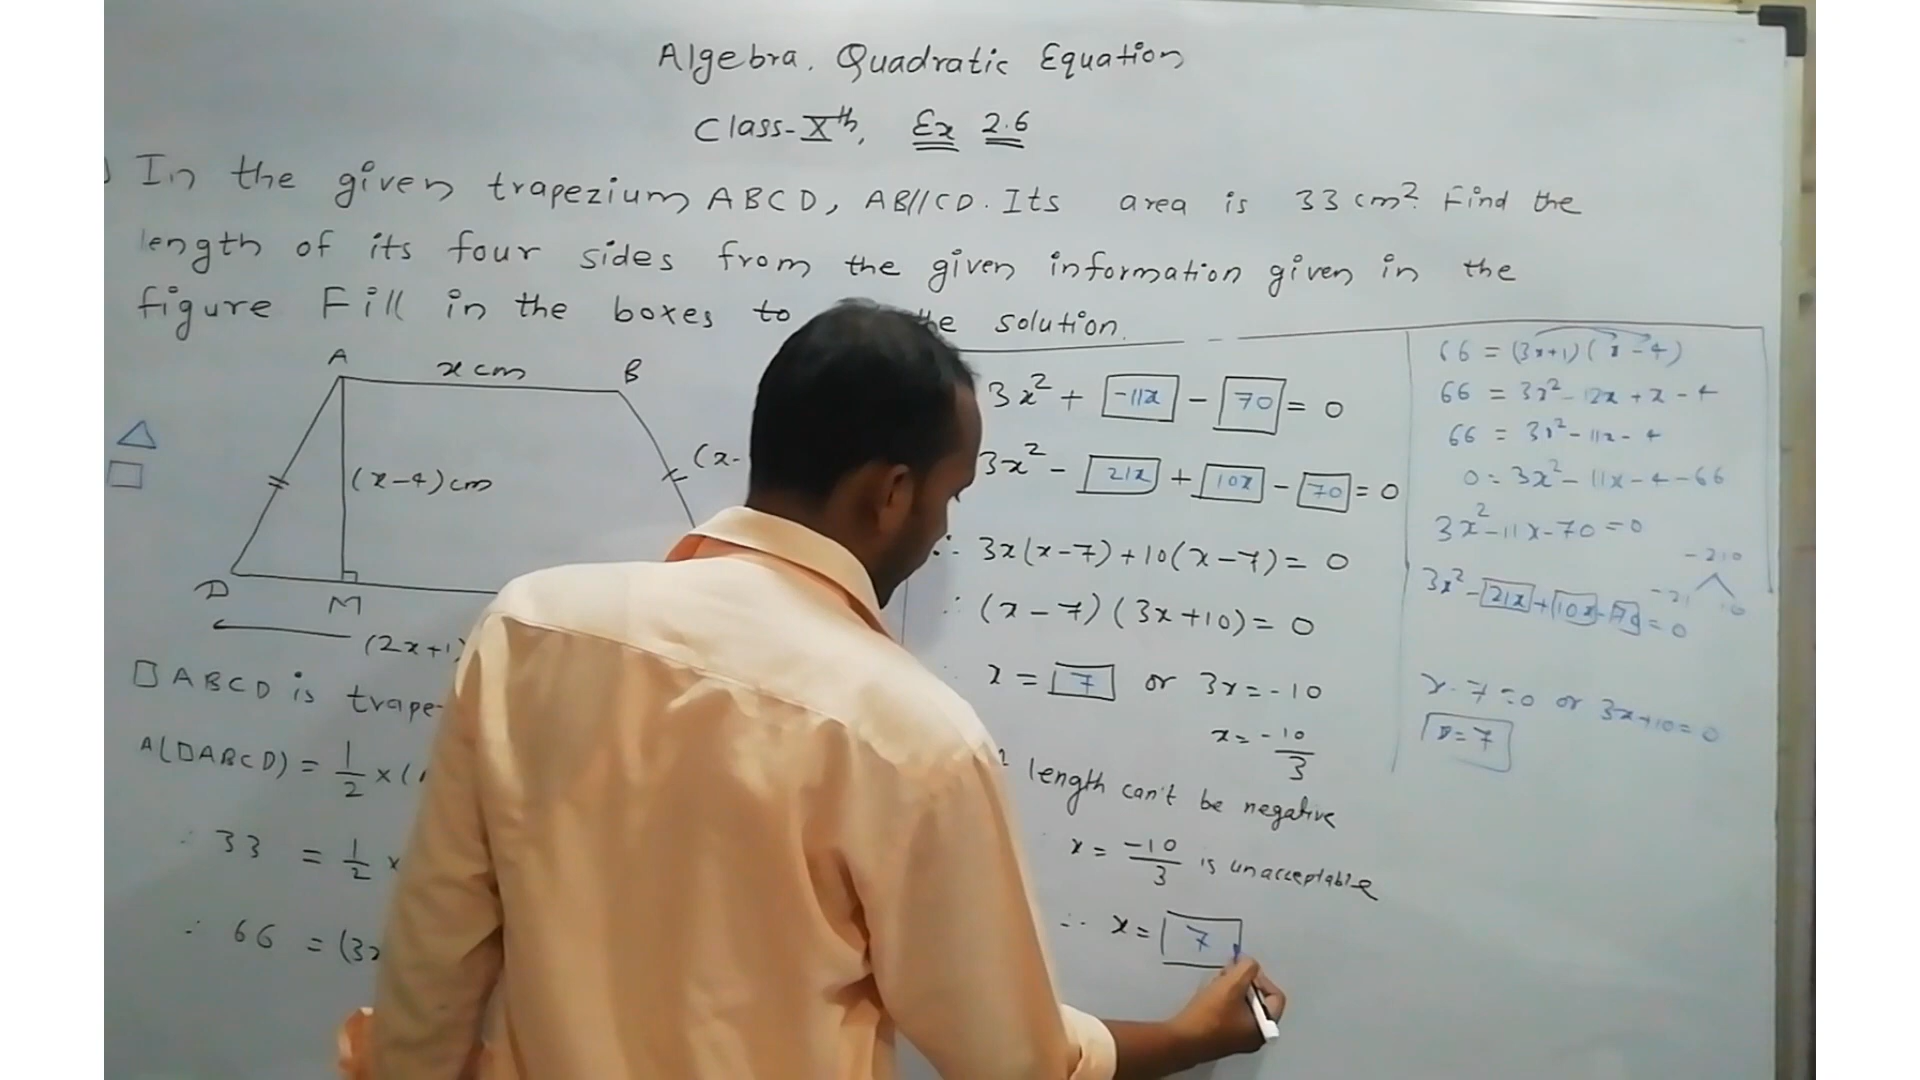 Algebra. Quadratic Equation
Class-Xth, Ex 2.6
In the given trapezium ABCD, AB//CD. Its area is 33 cm². Find the
length of its four sides from the given information given in the
figure Fill in the boxes to the solution.
A x cm B
(x-4) cm
(x-
D M
(2x+1)
□ABCD is trape-
A(□ABCD) = 1/2 × (
∴ 33 = 1/2 ×
∴ 66 = (3x
3x² + -11x - 70 = 0
3x² - 21x + 10x - 70 = 0
∴ 3x(x-7) + 10(x-7) = 0
∴ (x-7)(3x+10) = 0
x = 7 or 3x = -10
x = -10/3
length can't be negative
x = -10/3 is unacceptable
∴ x = 7
66 = (3x+1)(x-4)
66 = 3x² - 12x + x - 4
66 = 3x² - 11x - 4
0 = 3x² - 11x - 4 - 66
3x² - 11x - 70 = 0
-210
-21 10
3x² - 21x + 10x - 70 = 0
x-7=0 or 3x+10=0
x=7